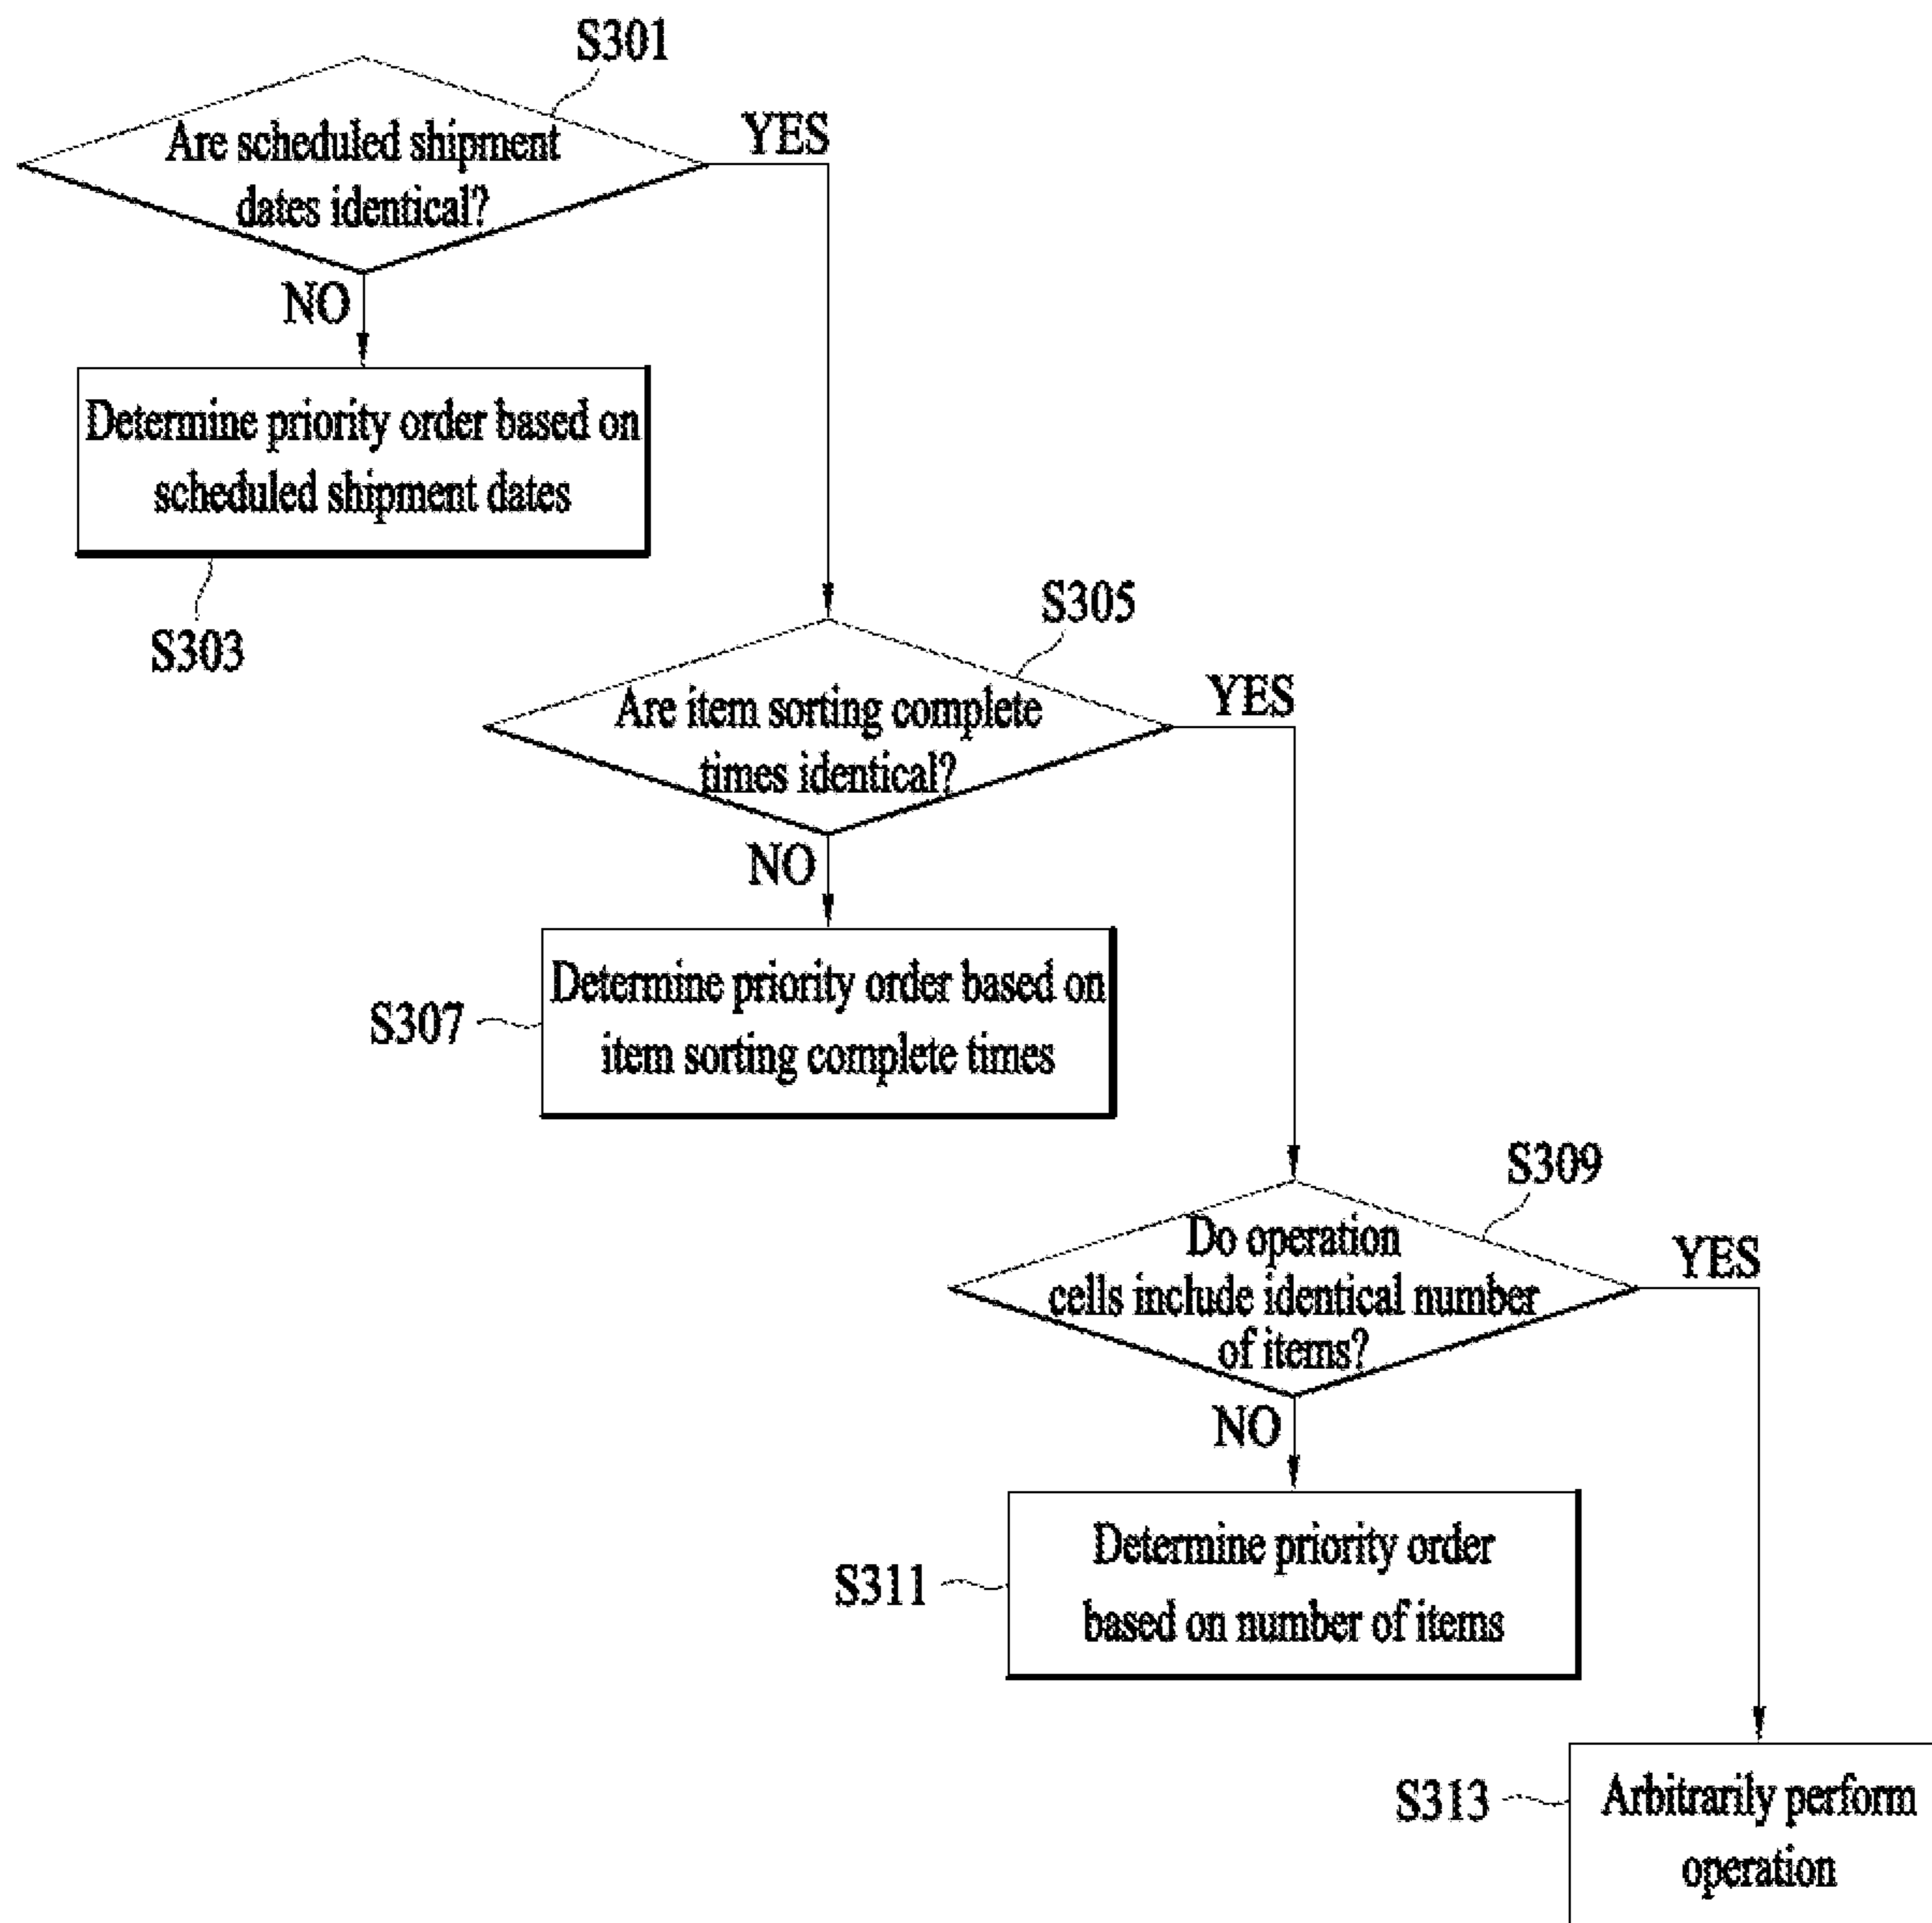 S301
Are scheduled shipment
dates identical?
YES
NO
Determine priority order based on
scheduled shipment dates
S303
S305
Are item sorting complete
times identical?
YES
NO
Determine priority order based on
item sorting complete times
S307
S309
Do operation
cells include identical number
of items?
YES
NO
Determine priority order
based on number of items
S311
S313
Arbitrarily perform
operation